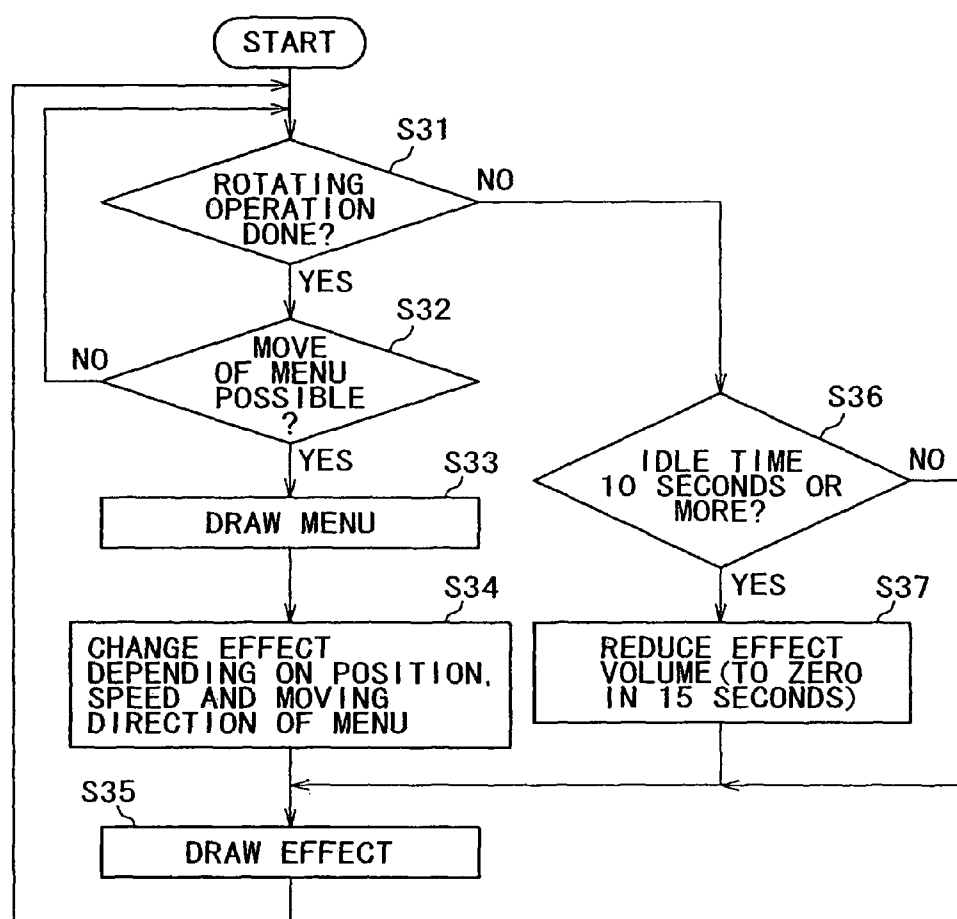 START
S31
ROTATING
OPERATION
DONE?
NO
YES
S32
MOVE
OF MENU
POSSIBLE
?
NO
YES
S33
DRAW MENU
S34
CHANGE EFFECT
DEPENDING ON POSITION,
SPEED AND MOVING
DIRECTION OF MENU
S36
IDLE TIME
10 SECONDS OR
MORE?
NO
YES
S37
REDUCE EFFECT
VOLUME(TO ZERO
IN 15 SECONDS)
S35
DRAW EFFECT